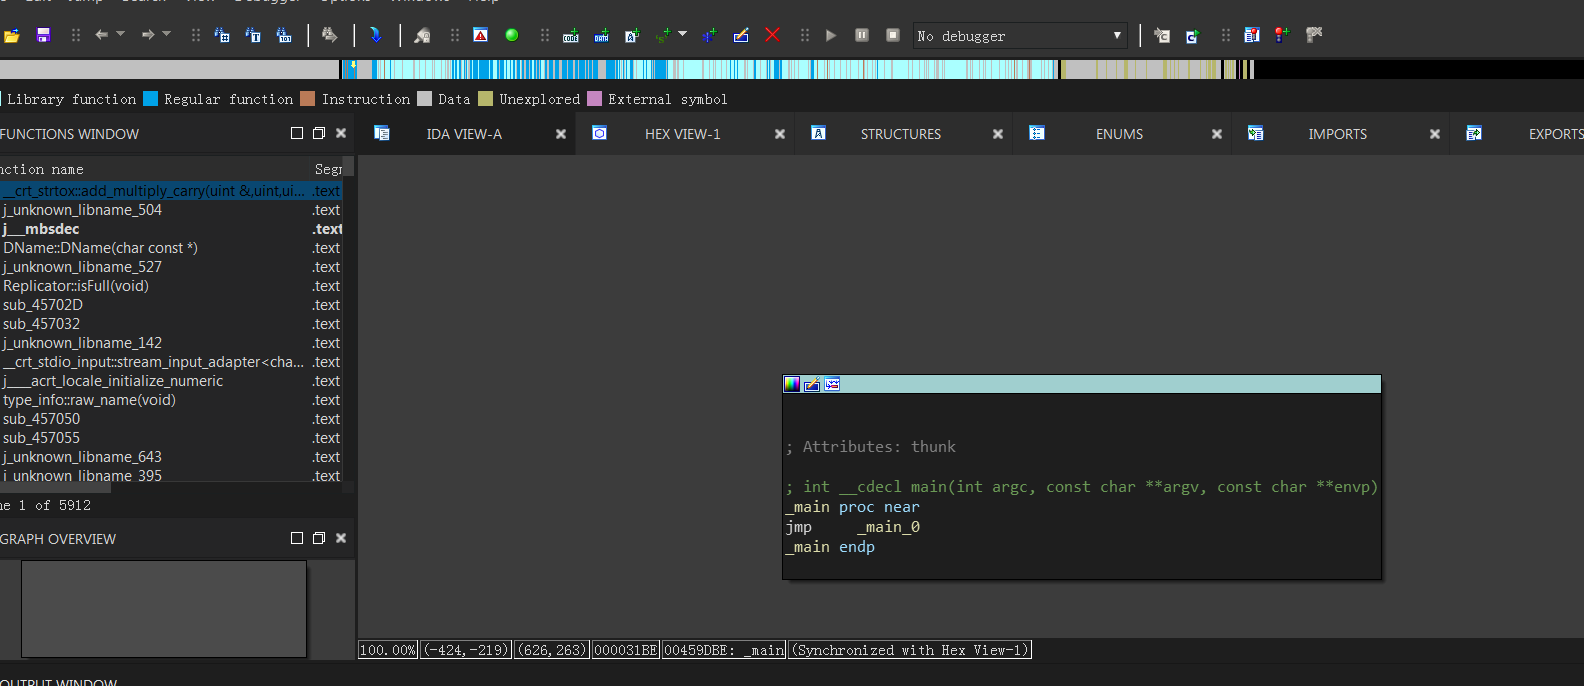 No debugger
Library function Regular function Instruction Data Unexplored External symbol
FUNCTIONS WINDOW
IDA VIEW-A
HEX VIEW-1
STRUCTURES
ENUMS
IMPORTS
EXPORTS
nction name Segm
__crt_strtox::add_multiply_carry(uint &,uint,ui... .text
j_unknown_libname_504 .text
j__mbsdec .text
DName::DName(char const *) .text
j_unknown_libname_527 .text
Replicator::isFull(void) .text
sub_45702D .text
sub_457032 .text
j_unknown_libname_142 .text
__crt_stdio_input::stream_input_adapter<cha... .text
j___acrt_locale_initialize_numeric .text
type_info::raw_name(void) .text
sub_457050 .text
sub_457055 .text
j_unknown_libname_643 .text
j_unknown_libname_395 .text
ne 1 of 5912
GRAPH OVERVIEW
; Attributes: thunk
; int __cdecl main(int argc, const char **argv, const char **envp)
_main proc near
jmp _main_0
_main endp
100.00% (-424,-219) (626,263) 000031BE 00459DBE: _main (Synchronized with Hex View-1)
OUTPUT WINDOW